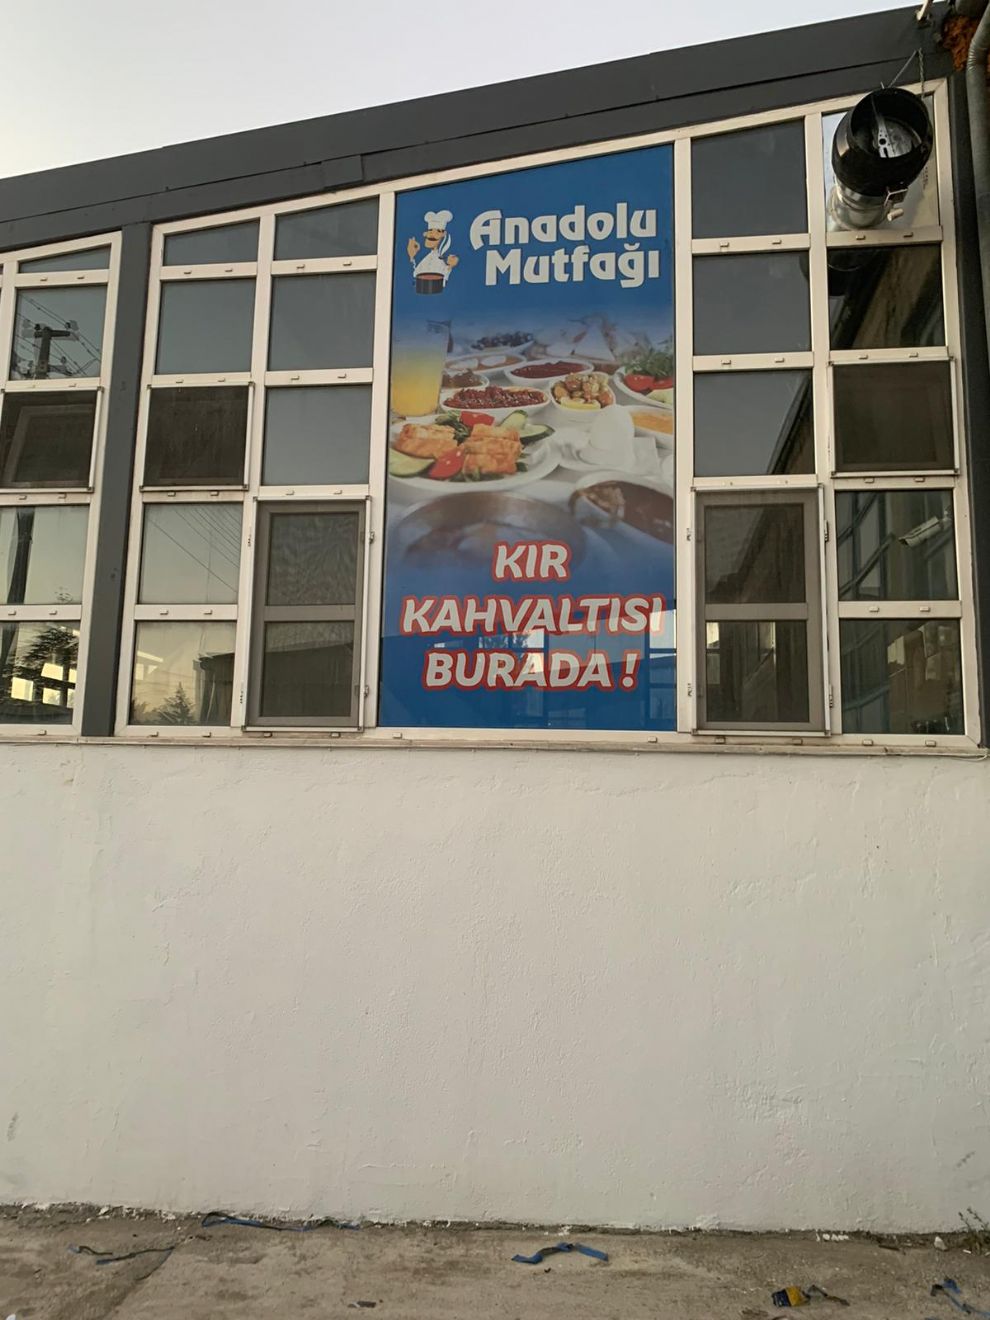 Anadolu
Mutfağı
KIR
KAHVALTISI
BURADA !